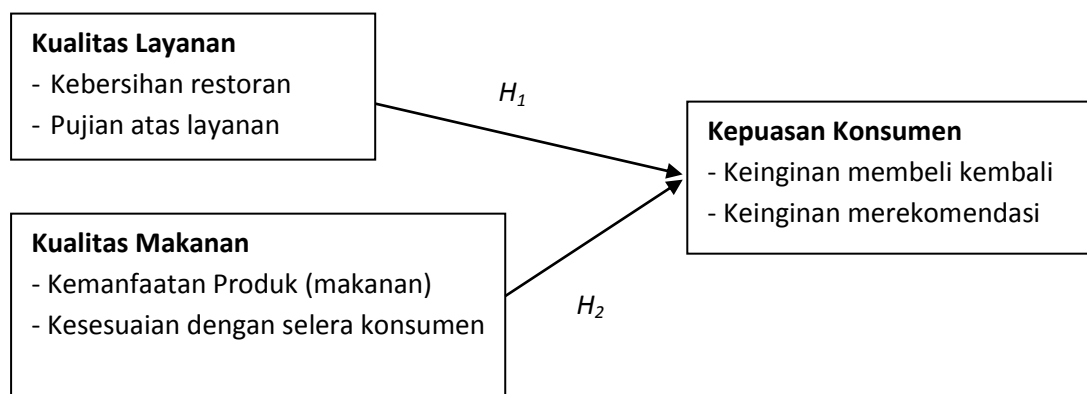 Kualitas Layanan
- Kebersihan restoran
- Pujian atas layanan
H1
Kepuasan Konsumen
- Keinginan membeli kembali
- Keinginan merekomendasi
Kualitas Makanan
- Kemanfaatan Produk (makanan)
- Kesesuaian dengan selera konsumen
H2